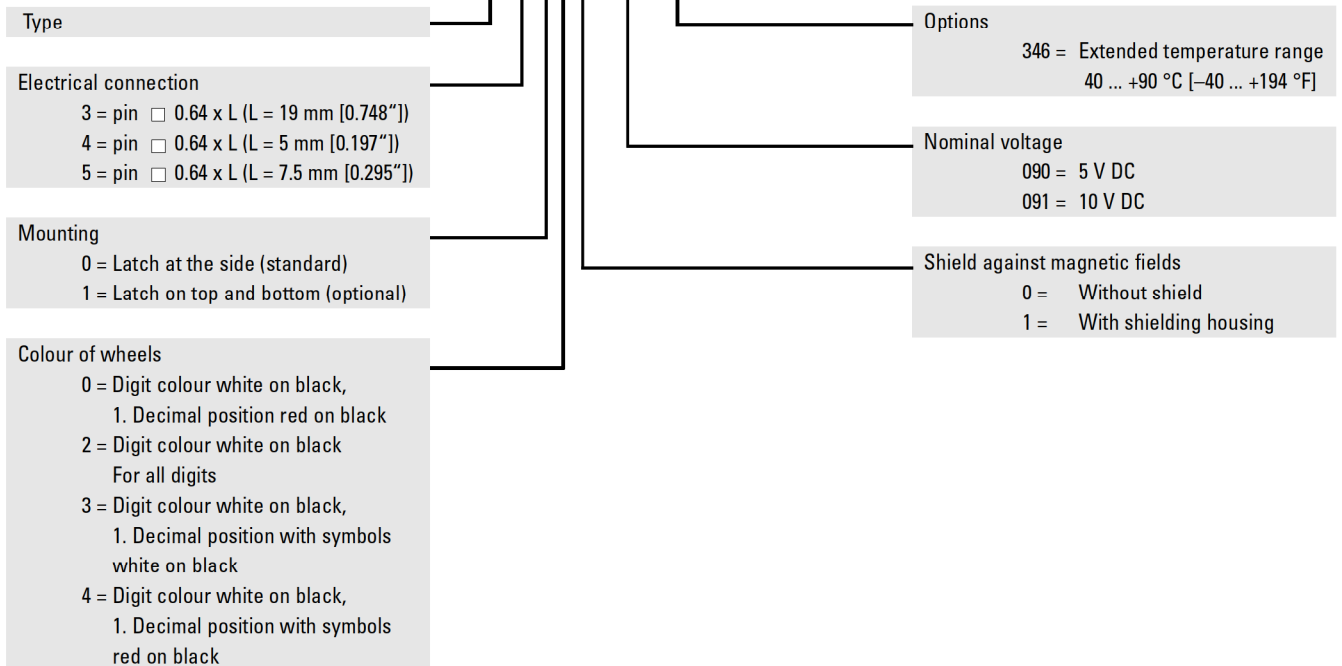 Type
Electrical connection
3 = pin □ 0.64 x L (L = 19 mm [0.748“])
4 = pin □ 0.64 x L (L = 5 mm [0.197“])
5 = pin □ 0.64 x L (L = 7.5 mm [0.295“])
Mounting
0 = Latch at the side (standard)
1 = Latch on top and bottom (optional)
Colour of wheels
0 = Digit colour white on black,
1. Decimal position red on black
2 = Digit colour white on black
For all digits
3 = Digit colour white on black,
1. Decimal position with symbols
white on black
4 = Digit colour white on black,
1. Decimal position with symbols
red on black
Options
346 = Extended temperature range
40 ... +90 °C [–40 ... +194 °F]
Nominal voltage
090 = 5 V DC
091 = 10 V DC
Shield against magnetic fields
0 = Without shield
1 = With shielding housing